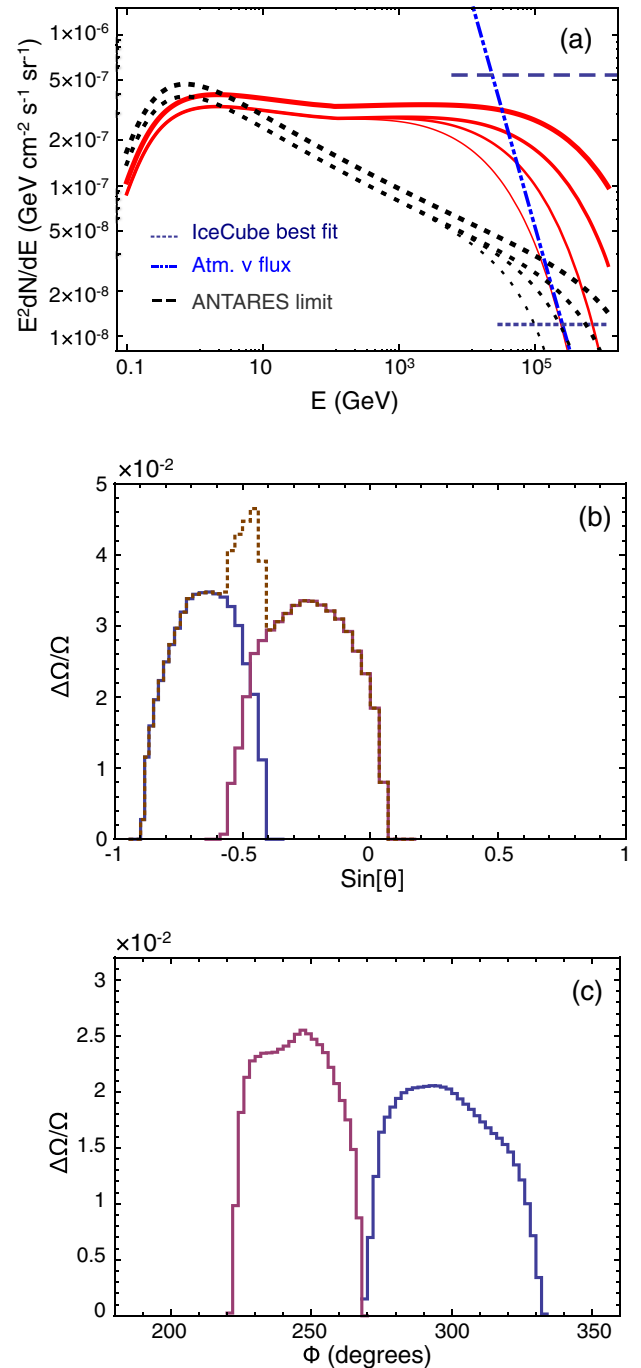 (a)
1×10⁻⁶
5×10⁻⁷
2×10⁻⁷
1×10⁻⁷
5×10⁻⁸
2×10⁻⁸
1×10⁻⁸
E²dN/dE (GeV cm⁻² s⁻¹ sr⁻¹)
IceCube best fit
Atm. ν flux
ANTARES limit
0.1 10 10³ 10⁵
E (GeV)
×10⁻²
(b)
5
4
3
2
1
0
ΔΩ/Ω
-1 -0.5 0 0.5 1
Sin[θ]
×10⁻²
(c)
3
2.5
2
1.5
1
0.5
0
ΔΩ/Ω
200 250 300 350
Φ (degrees)